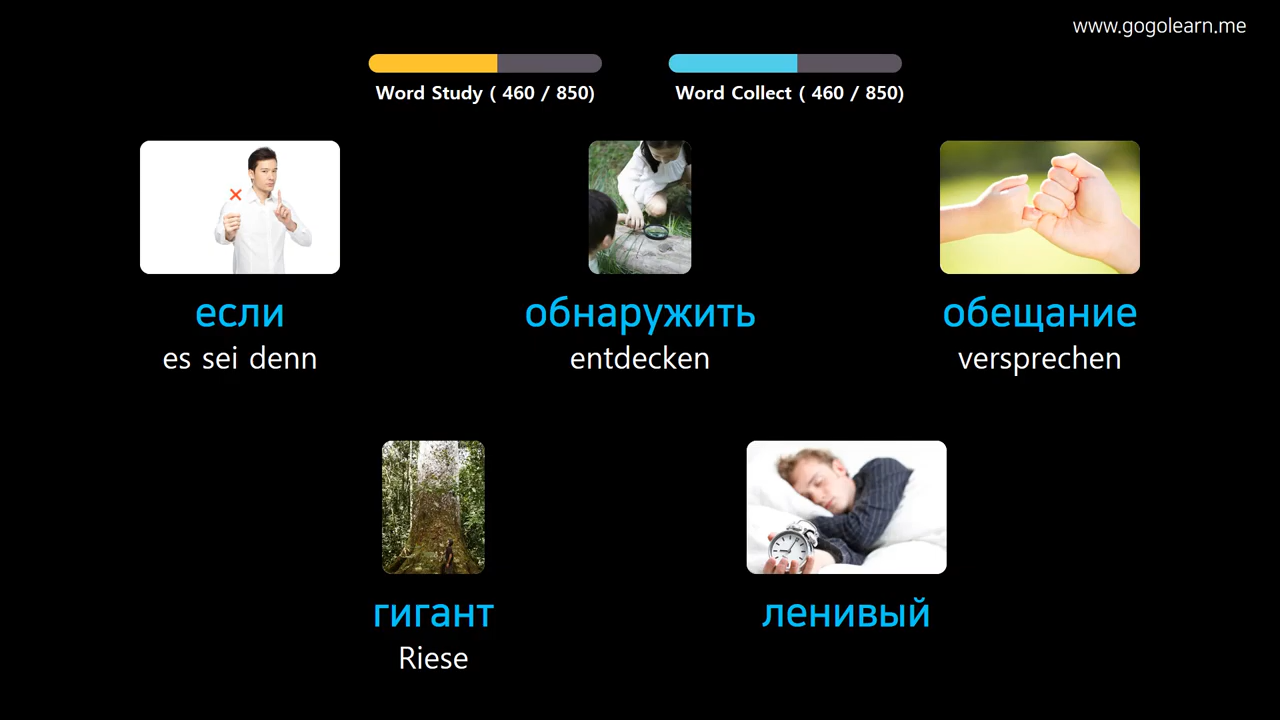 www.gogolearn.me
Word Study ( 460 / 850)
Word Collect ( 460 / 850)
если
es sei denn
обнаружить
entdecken
обещание
versprechen
гигант
Riese
ленивый